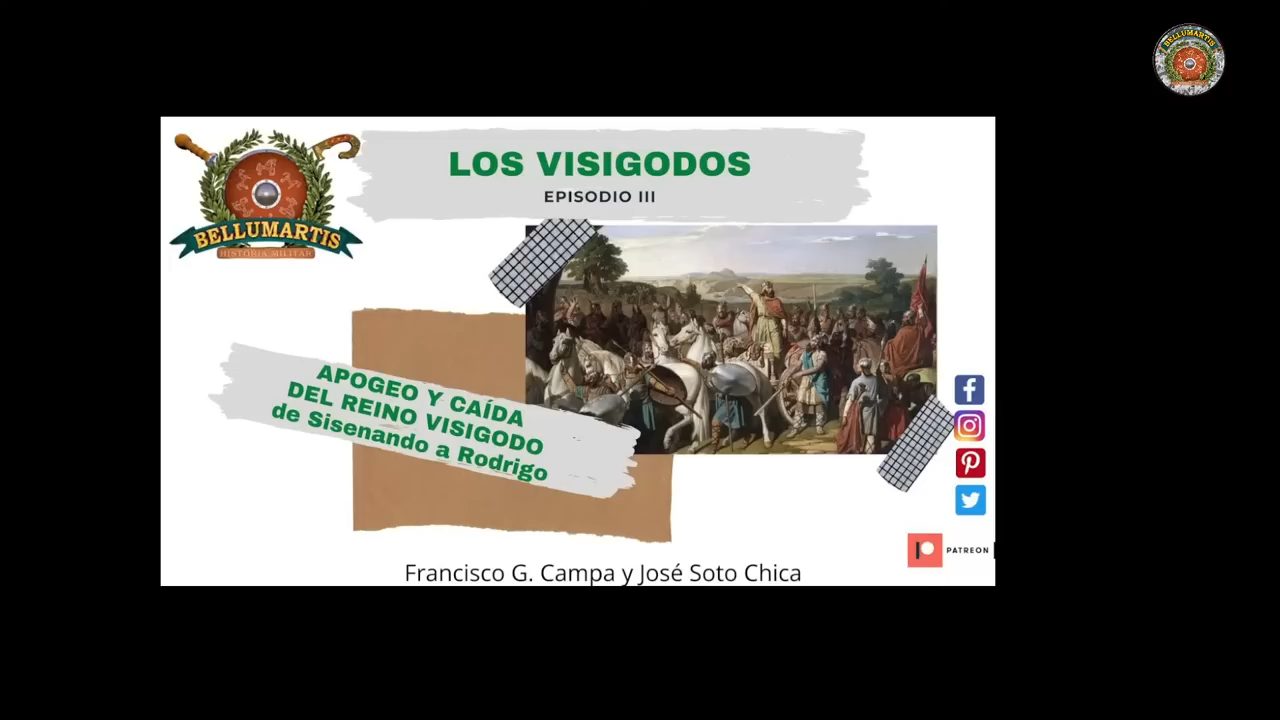 BELLUMARTIS
LOS VISIGODOS
EPISODIO III
BELLUMARTIS
HISTORIA MILITAR
APOGEO Y CAÍDA
DEL REINO VISIGODO
de Sisenando a Rodrigo
PATREON
Francisco G. Campa y José Soto Chica